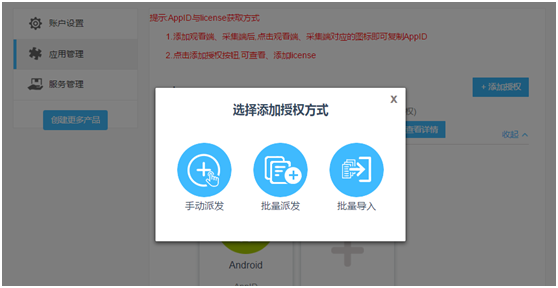 账户设置
应用管理
服务管理
创建更多产品
提示:AppID与license获取方式
1.添加观看端、采集端后,点击观看端、采集端对应的图标即可复制AppID
2.点击添加授权按钮,可查看、添加license
+ 添加授权
权)
查看详情
收起
选择添加授权方式
x
手动派发
批量派发
批量导入
Android
AppID